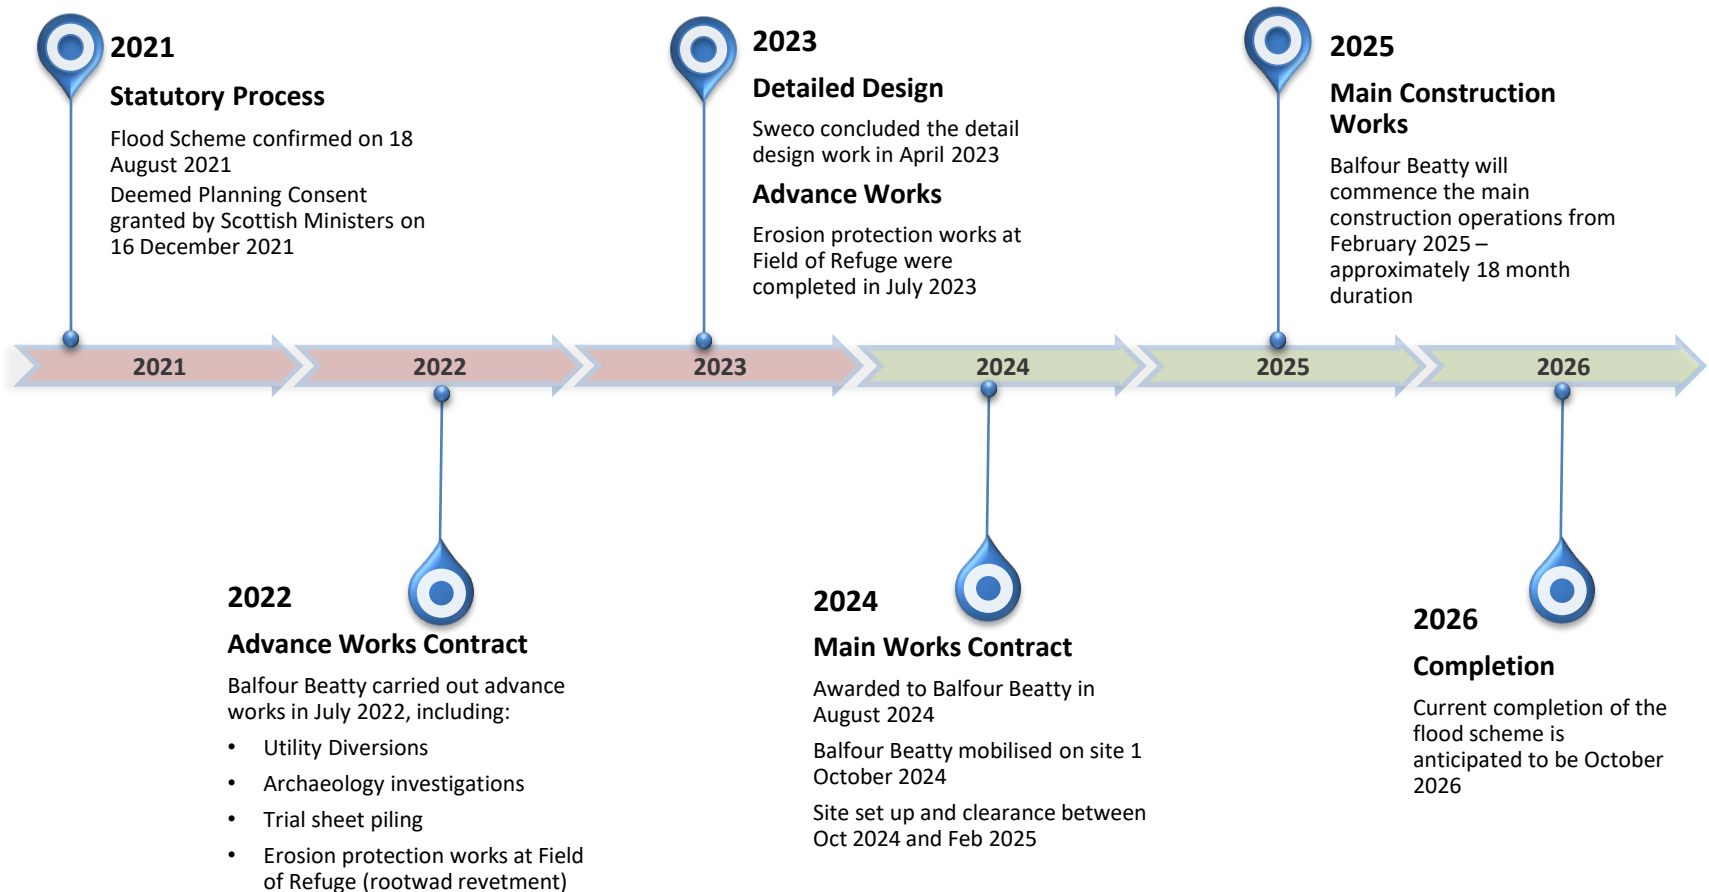 2021
Statutory Process
Flood Scheme confirmed on 18
August 2021
Deemed Planning Consent
granted by Scottish Ministers on
16 December 2021
2023
Detailed Design
Sweco concluded the detail
design work in April 2023
Advance Works
Erosion protection works at
Field of Refuge were
completed in July 2023
2025
Main Construction
Works
Balfour Beatty will
commence the main
construction operations from
February 2025 –
approximately 18 month
duration
2021
2022
2023
2024
2025
2026
2022
Advance Works Contract
Balfour Beatty carried out advance
works in July 2022, including:
• Utility Diversions
• Archaeology investigations
• Trial sheet piling
• Erosion protection works at Field
of Refuge (rootwad revetment)
2024
Main Works Contract
Awarded to Balfour Beatty in
August 2024
Balfour Beatty mobilised on site 1
October 2024
Site set up and clearance between
Oct 2024 and Feb 2025
2026
Completion
Current completion of the
flood scheme is
anticipated to be October
2026